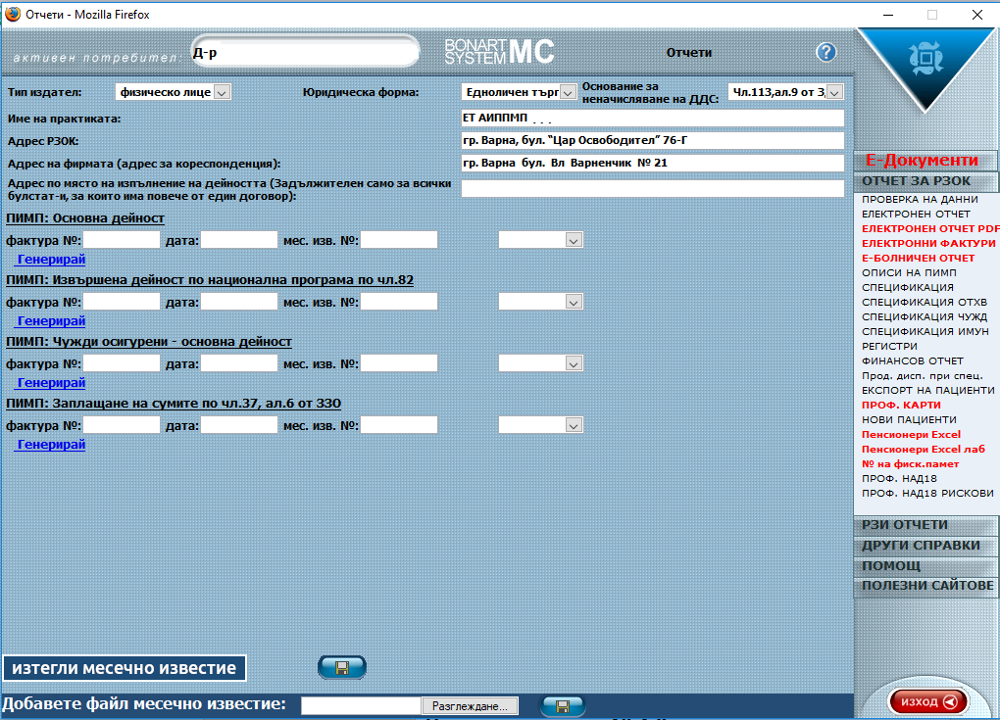 Отчети - Mozilla Firefox
активен потребител:
Д-р
BONART SYSTEM MC
Отчети
?
Тип издател:
физическо лице
Юридическа форма:
Едноличен търг
Основание за
неначисляване на ДДС:
Чл.113,ал.9 от З,
Име на практиката:
ЕТ АИППМП _ _ _
Адрес РЗОК:
гр. Варна, бул. “Цар Освободител” 76-Г
Адрес на фирмата (адрес за кореспонденция):
гр. Варна бул. Вл Варненчик № 21
Адрес по място на изпълнение на дейността (Задължителен само за всички
булстат-и, за които има повече от един договор):
ПИМП: Основна дейност
фактура №: дата: мес. изв. №:
Генерирай
ПИМП: Извършена дейност по национална програма по чл.82
фактура №: дата: мес. изв. №:
Генерирай
ПИМП: Чужди осигурени - основна дейност
фактура №: дата: мес. изв. №:
Генерирай
ПИМП: Заплащане на сумите по чл.37, ал.6 от ЗЗО
фактура №: дата: мес. изв. №:
Генерирай
изтегли месечно известие
Добавете файл месечно известие:
Разглеждане...
Е-Документи
ОТЧЕТ ЗА РЗОК
ПРОВЕРКА НА ДАННИ
ЕЛЕКТРОНЕН ОТЧЕТ
ЕЛЕКТРОНЕН ОТЧЕТ PDF
ЕЛЕКТРОННИ ФАКТУРИ
Е-БОЛНИЧЕН ОТЧЕТ
ОПИСИ НА ПИМП
СПЕЦИФИКАЦИЯ
СПЕЦИФИКАЦИЯ ОТХВ
СПЕЦИФИКАЦИЯ ЧУЖД
СПЕЦИФИКАЦИЯ ИМУН
РЕГИСТРИ
ФИНАНСОВ ОТЧЕТ
Прод. дисп. при спец.
ЕКСПОРТ НА ПАЦИЕНТИ
ПРОФ. КАРТИ
НОВИ ПАЦИЕНТИ
Пенсионери Excel
Пенсионери Excel лаб
№ на фиск.памет
ПРОФ. НАД18
ПРОФ. НАД18 РИСКОВИ
РЗИ ОТЧЕТИ
ДРУГИ СПРАВКИ
ПОМОЩ
ПОЛЕЗНИ САЙТОВЕ
ИЗХОД